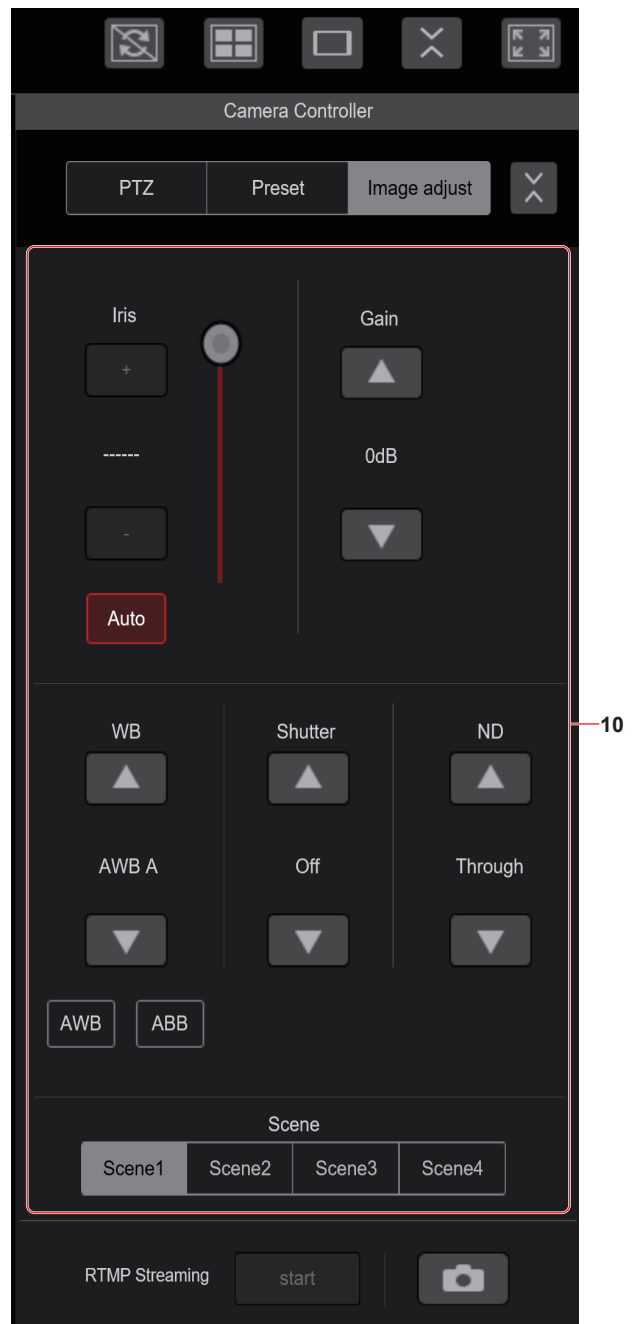 Camera Controller
PTZ Preset Image adjust
Iris Gain
+
------ 0dB
-
Auto
10
WB Shutter ND
AWB A Off Through
AWB ABB
Scene
Scene1 Scene2 Scene3 Scene4
RTMP Streaming start